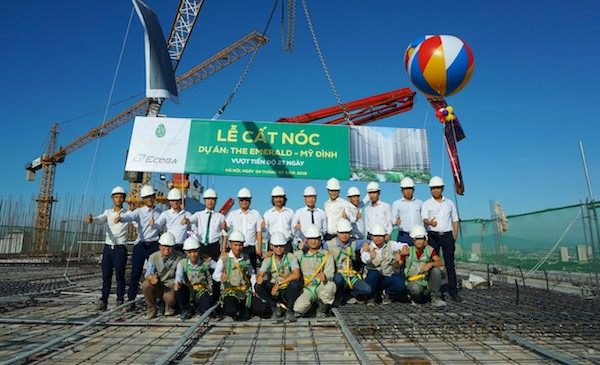 LỄ CẤT NÓC
DỰ ÁN: THE EMERALD - MỸ ĐÌNH
VƯỢT TIẾN ĐỘ 27 NGÀY
ECOBA